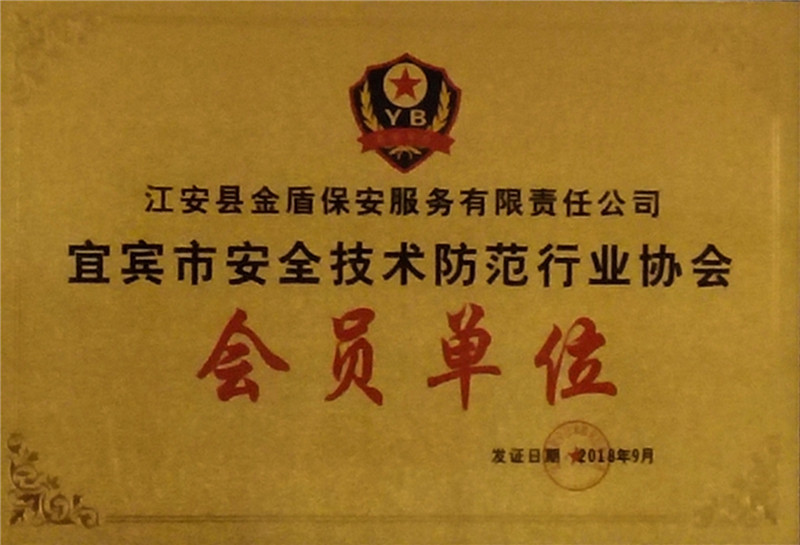 YB
江安县金盾保安服务有限责任公司
宜宾市安全技术防范行业协会
会员单位
发证日期 2018年9月